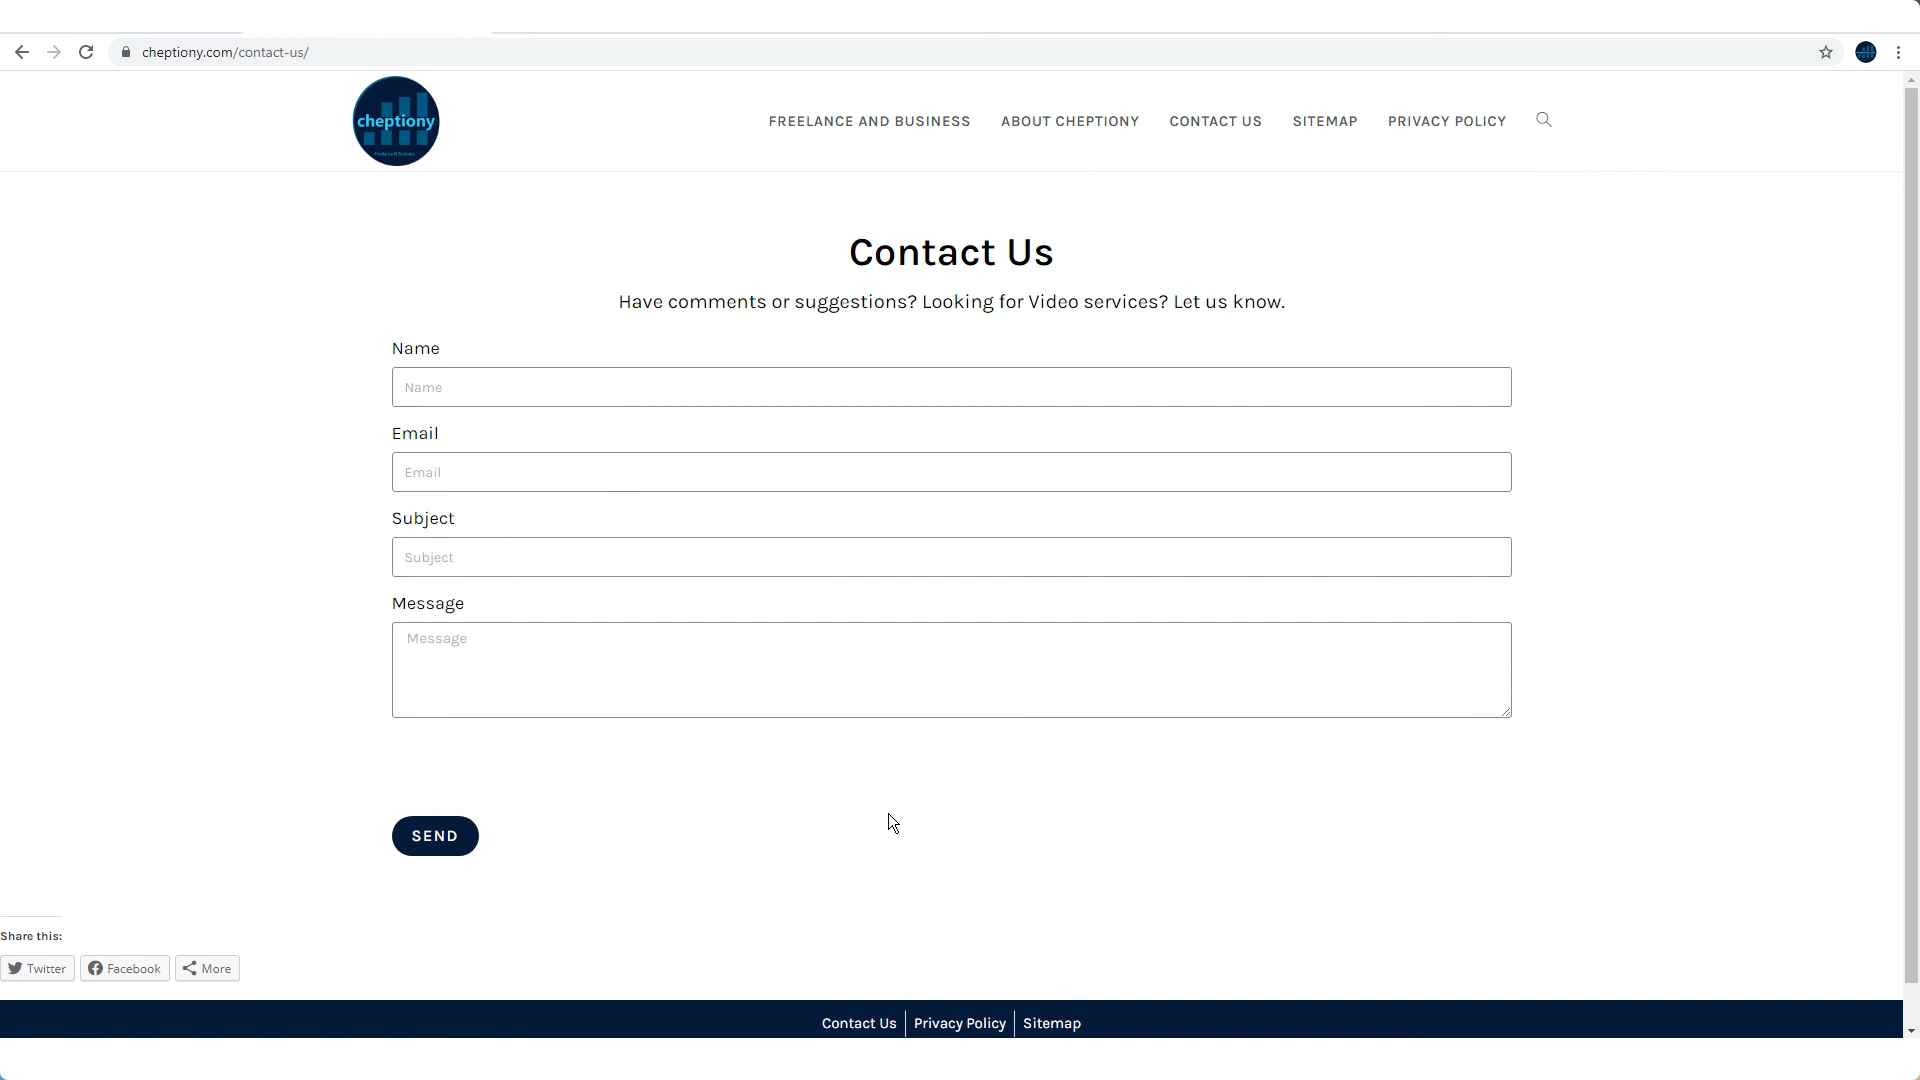 cheptiony.com/contact-us/
cheptiony
Freelance & Business
FREELANCE AND BUSINESS
ABOUT CHEPTIONY
CONTACT US
SITEMAP
PRIVACY POLICY
Contact Us
Have comments or suggestions? Looking for Video services? Let us know.
Name
Name
Email
Email
Subject
Subject
Message
Message
SEND
Share this:
Twitter
Facebook
More
Contact Us
Privacy Policy
Sitemap